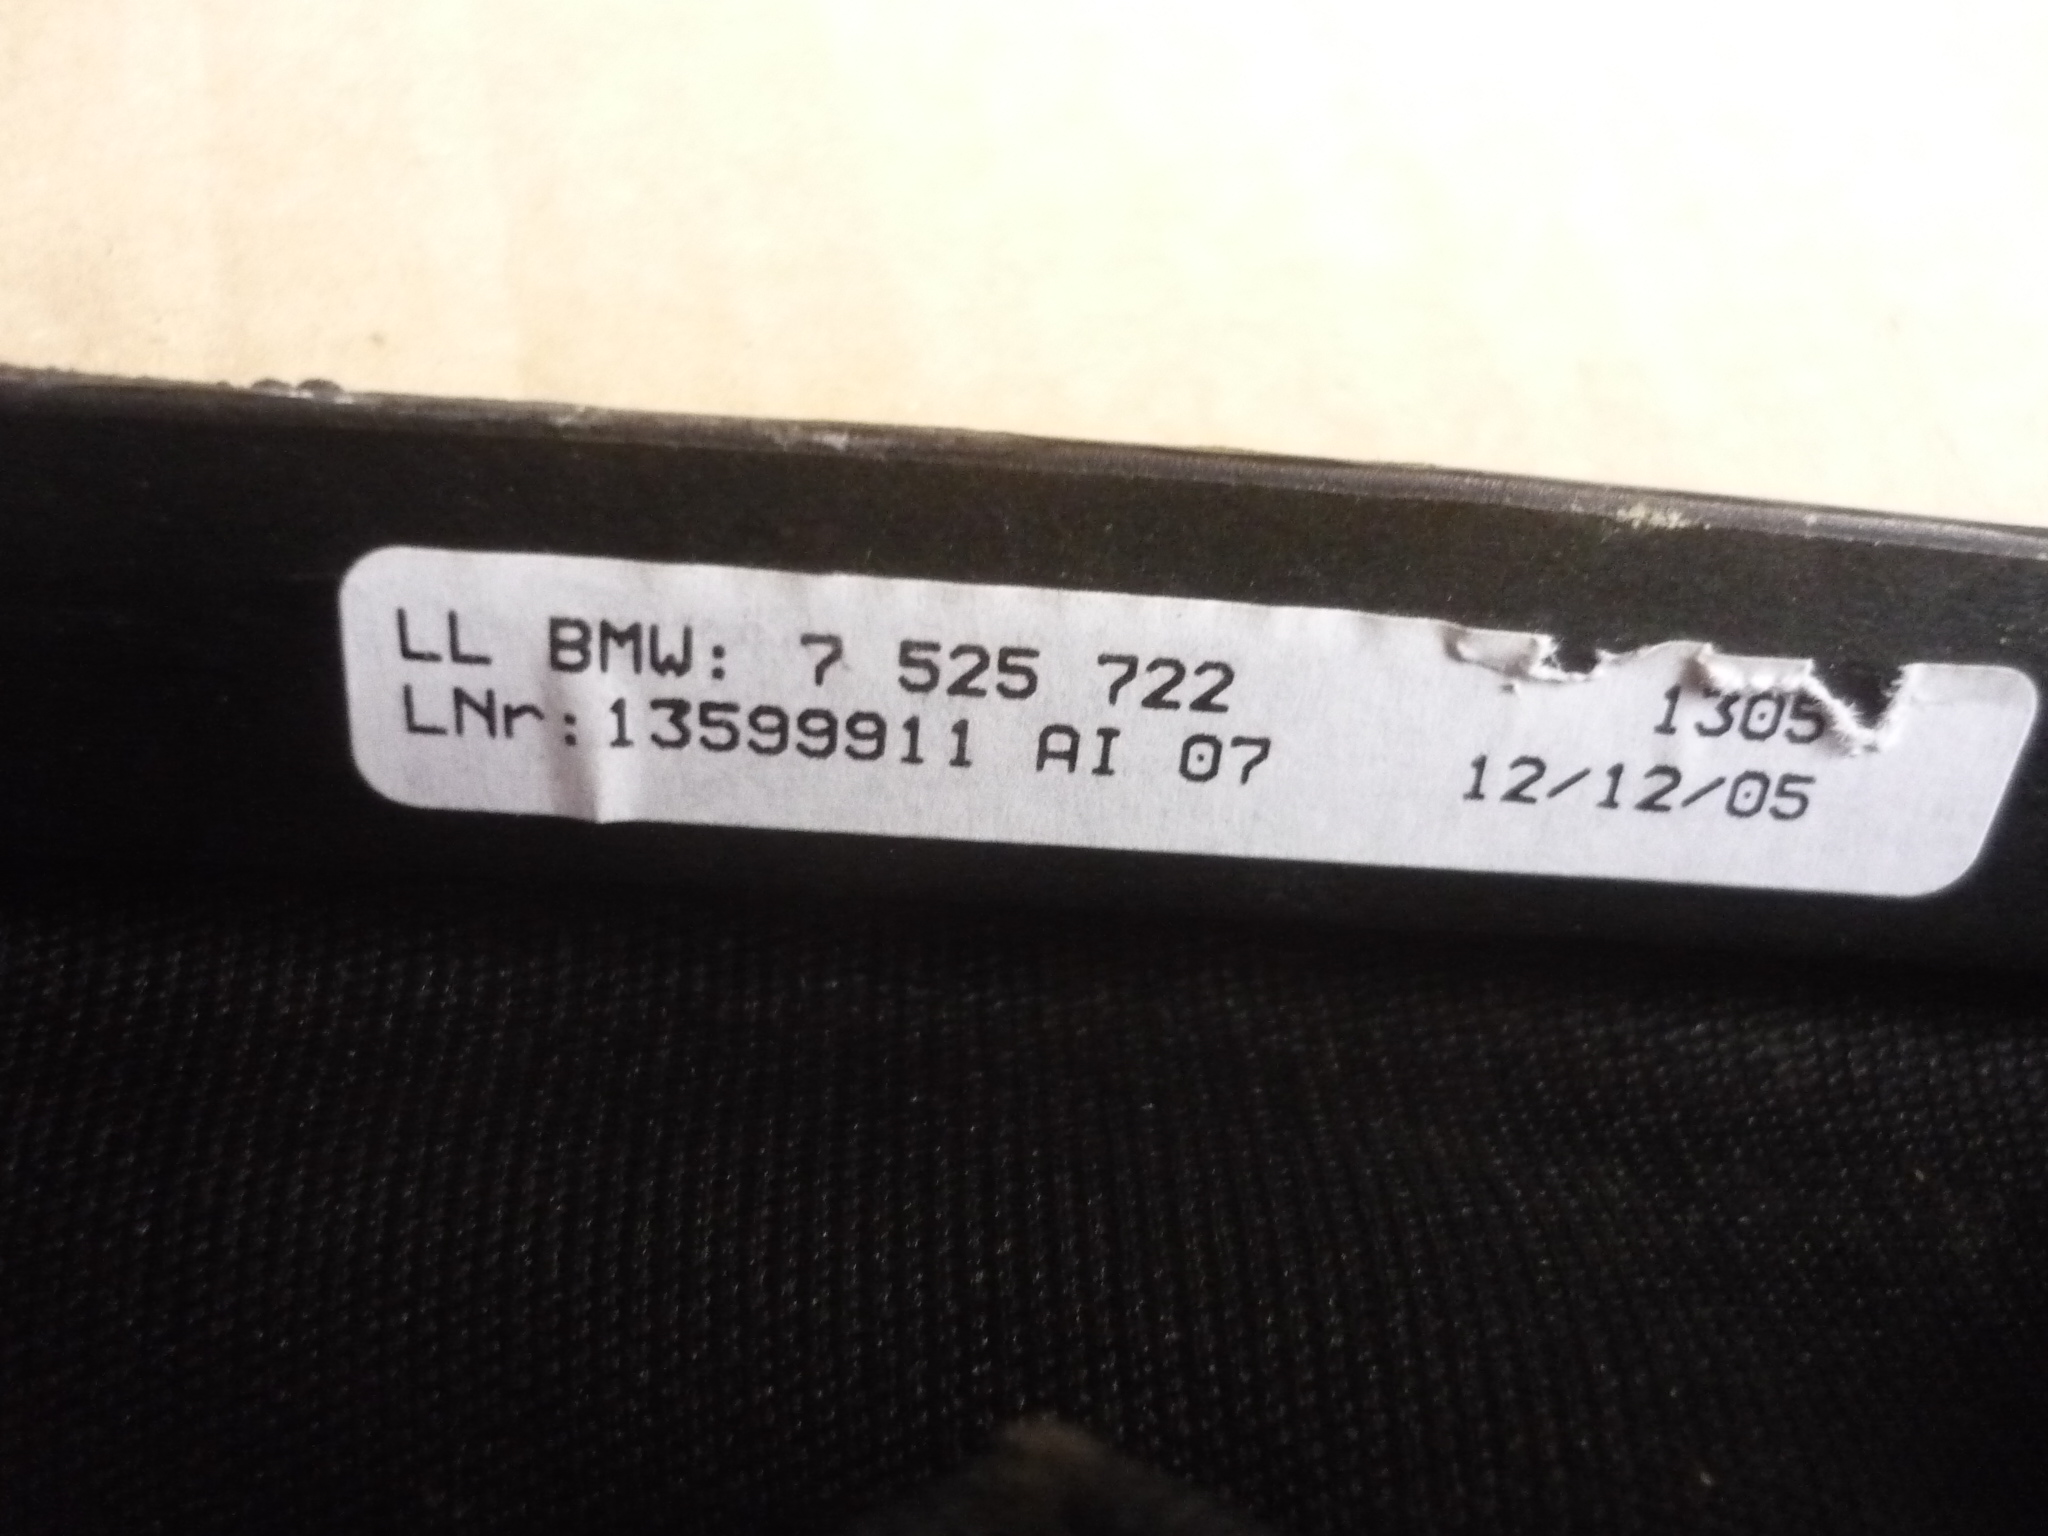 LL BMW: 7 525 722 1305
LNr:13599911 AI 07 12/12/05